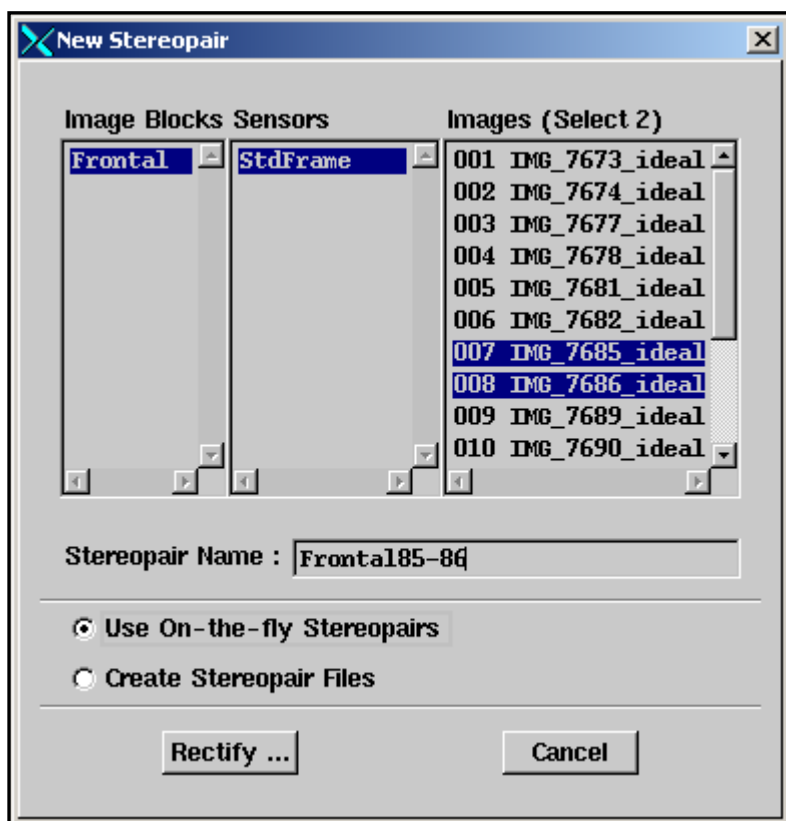 New Stereopair
Image Blocks Sensors Images (Select 2)
Frontal StdFrame 001 IMG_7673_ideal
002 IMG_7674_ideal
003 IMG_7677_ideal
004 IMG_7678_ideal
005 IMG_7681_ideal
006 IMG_7682_ideal
007 IMG_7685_ideal
008 IMG_7686_ideal
009 IMG_7689_ideal
010 IMG_7690_ideal
Stereopair Name : Frontal85-86
Use On-the-fly Stereopairs
Create Stereopair Files
Rectify ... Cancel